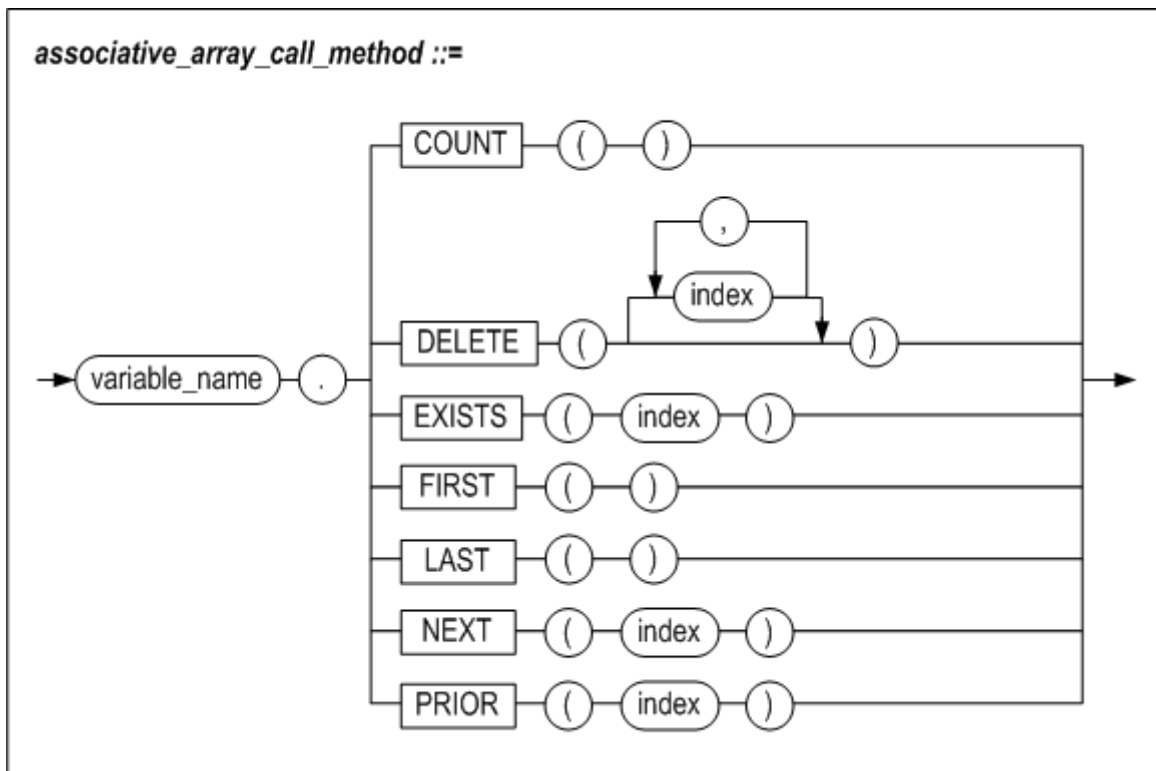 associative_array_call_method ::=
COUNT ( )
,
index
DELETE ( )
variable_name .
EXISTS ( index )
FIRST ( )
LAST ( )
NEXT ( index )
PRIOR ( index )